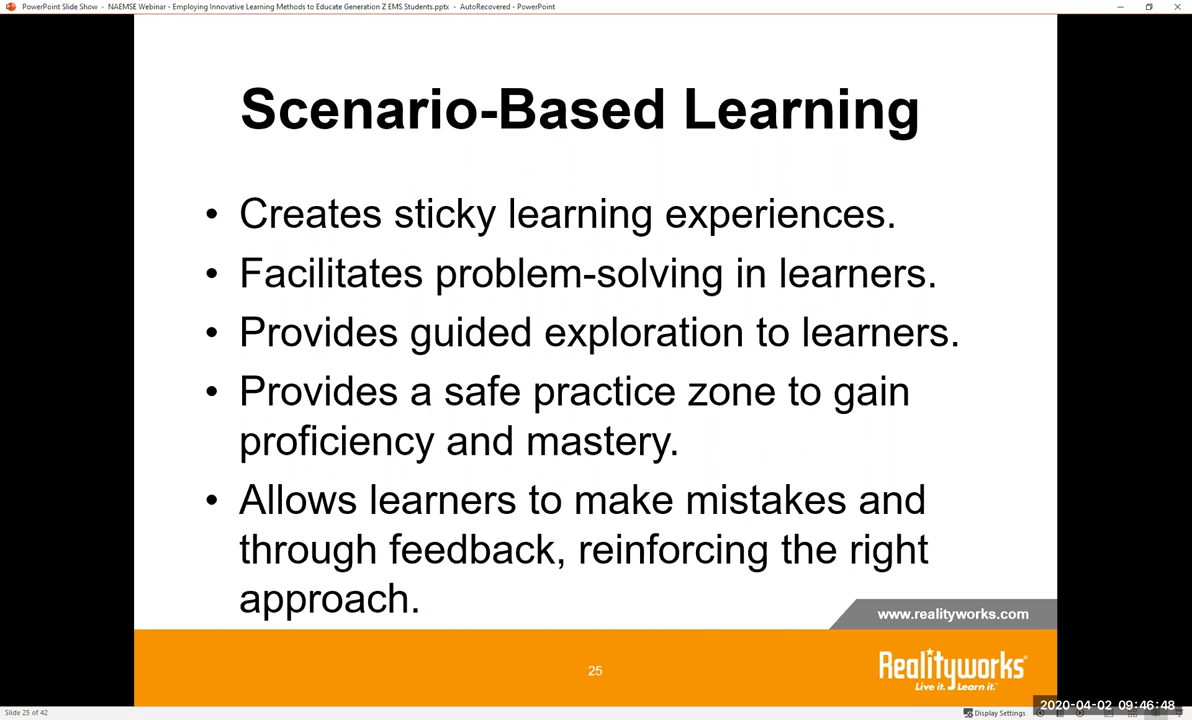 PowerPoint Slide Show - NAEMSE Webinar - Employing Innovative Learning Methods to Educate Generation Z EMS Students.pptx - AutoRecovered - PowerPoint
Scenario-Based Learning
• Creates sticky learning experiences.
• Facilitates problem-solving in learners.
• Provides guided exploration to learners.
• Provides a safe practice zone to gain
proficiency and mastery.
• Allows learners to make mistakes and
through feedback, reinforcing the right
approach.
www.realityworks.com
25
Realityworks
Live it. Learn it.™
2020-04-02 09:46:48
Slide 25 of 42
Display Settings